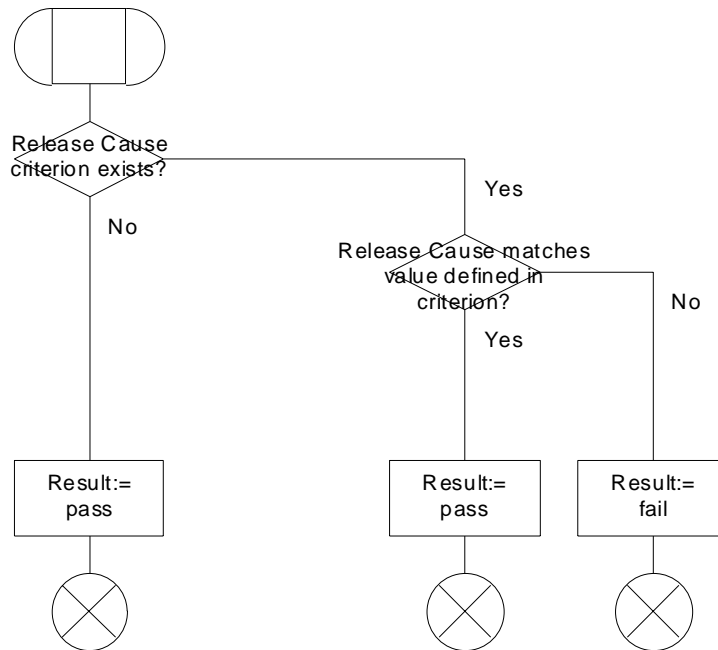 Release Cause
criterion exists?
Yes
No
Release Cause matches
value defined in
criterion?
No
Yes
Result:=
pass
Result:=
pass
Result:=
fail